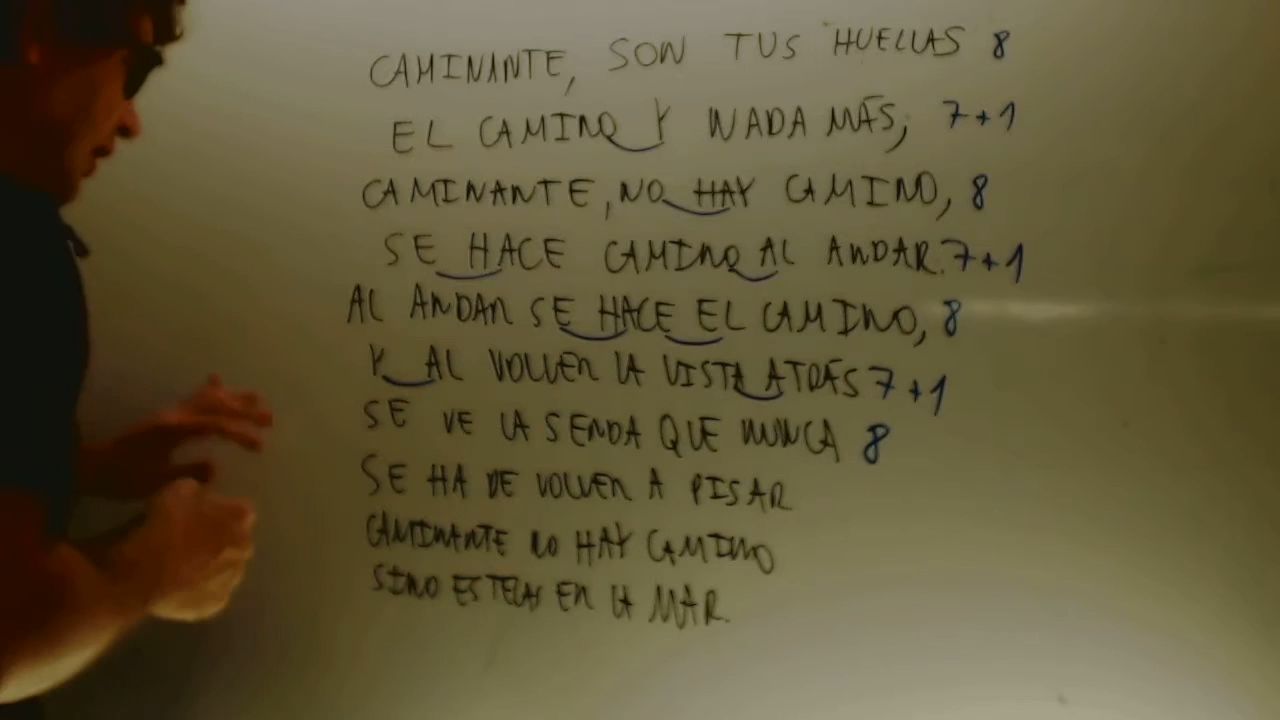 CAMINANTE, SON TUS HUELLAS 8
EL CAMINO Y NADA MÁS, 7+1
CAMINANTE, NO HAY CAMINO, 8
SE HACE CAMINO AL ANDAR. 7+1
AL ANDAR SE HACE EL CAMINO, 8
Y AL VOLVER LA VISTA ATRÁS 7+1
SE VE LA SENDA QUE NUNCA 8
SE HA DE VOLVER A PISAR
CAMINANTE NO HAY CAMINO
SINO ESTELAS EN LA MAR.